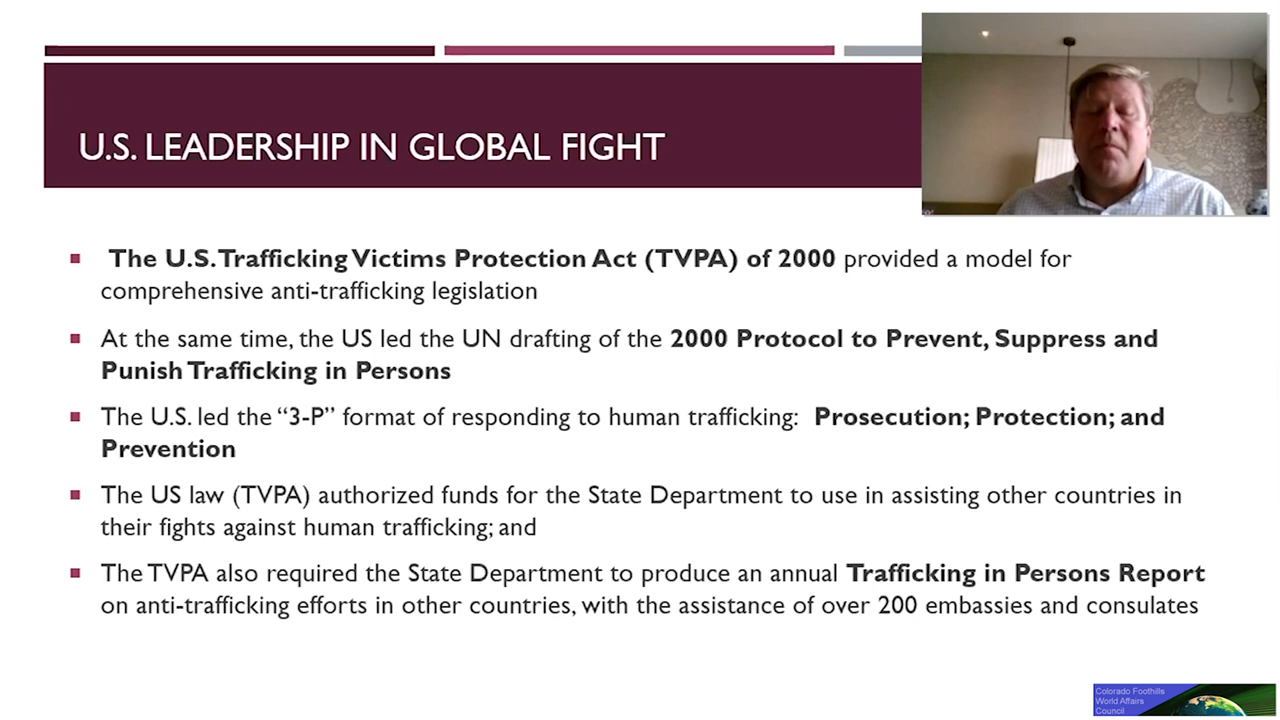 U.S. LEADERSHIP IN GLOBAL FIGHT
The U.S. Trafficking Victims Protection Act (TVPA) of 2000 provided a model for
comprehensive anti-trafficking legislation
At the same time, the US led the UN drafting of the 2000 Protocol to Prevent, Suppress and
Punish Trafficking in Persons
The U.S. led the “3-P” format of responding to human trafficking: Prosecution; Protection; and
Prevention
The US law (TVPA) authorized funds for the State Department to use in assisting other countries in
their fights against human trafficking; and
The TVPA also required the State Department to produce an annual Trafficking in Persons Report
on anti-trafficking efforts in other countries, with the assistance of over 200 embassies and consulates
Colorado Foothills
World Affairs
Council